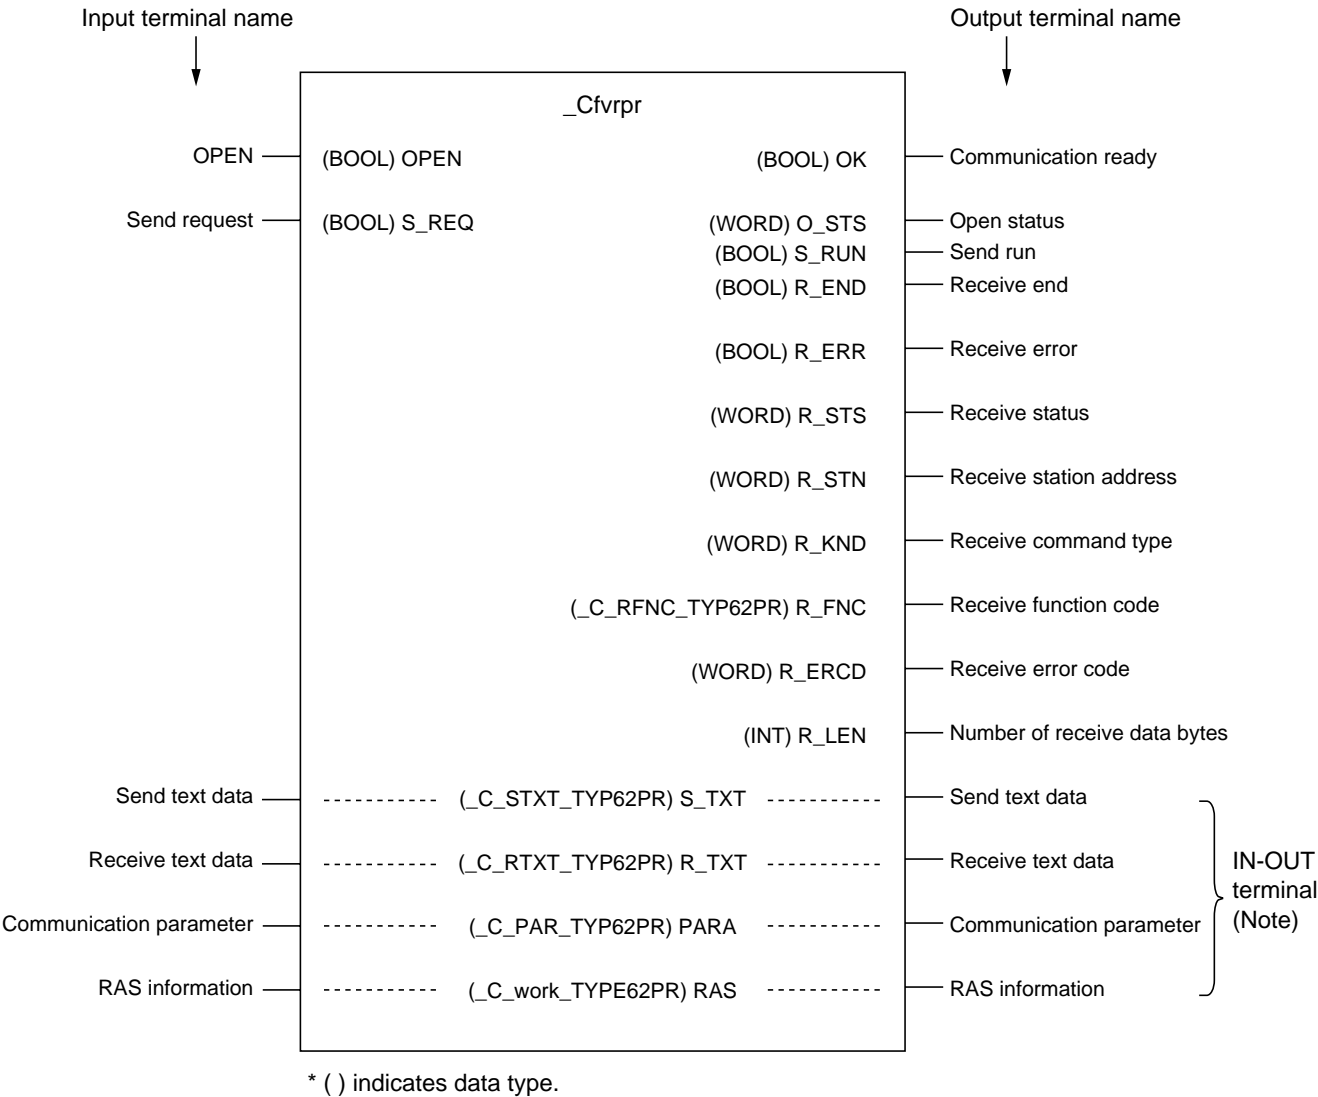 Input terminal name
Output terminal name
_Cfvrpr
OPEN (BOOL) OPEN (BOOL) OK Communication ready
Send request (BOOL) S_REQ (WORD) O_STS Open status
(BOOL) S_RUN Send run
(BOOL) R_END Receive end
(BOOL) R_ERR Receive error
(WORD) R_STS Receive status
(WORD) R_STN Receive station address
(WORD) R_KND Receive command type
(_C_RFNC_TYP62PR) R_FNC Receive function code
(WORD) R_ERCD Receive error code
(INT) R_LEN Number of receive data bytes
Send text data (_C_STXT_TYP62PR) S_TXT Send text data
Receive text data (_C_RTXT_TYP62PR) R_TXT Receive text data
Communication parameter (_C_PAR_TYP62PR) PARA Communication parameter
RAS information (_C_work_TYPE62PR) RAS RAS information
IN-OUT
terminal
(Note)
* ( ) indicates data type.